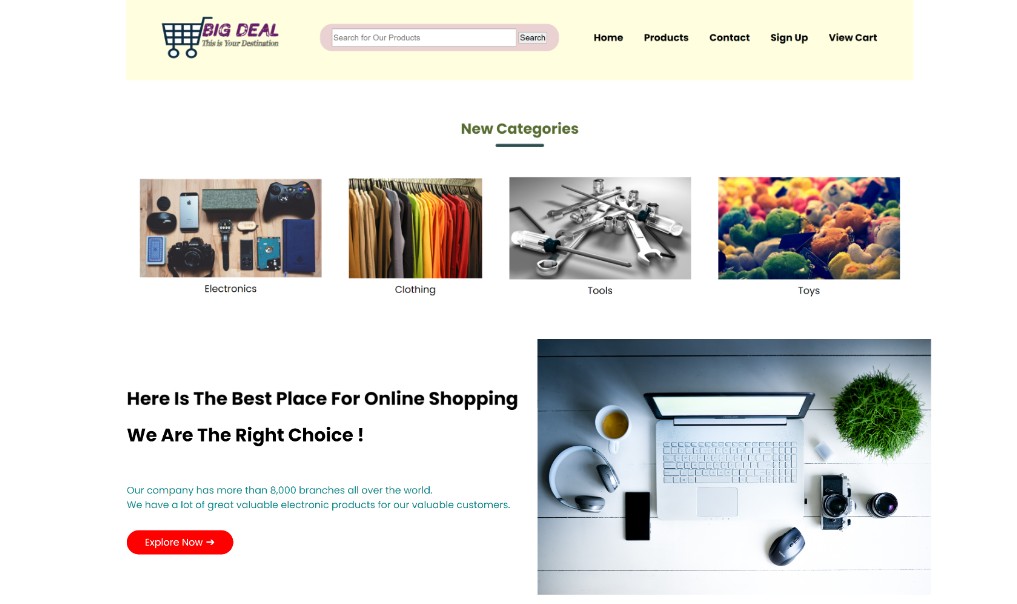 BIG DEAL
This is Your Destination
Search for Our Products
Search
Home
Products
Contact
Sign Up
View Cart
New Categories
Electronics
Clothing
Tools
Toys
Here Is The Best Place For Online Shopping
We Are The Right Choice !
Our company has more than 8,000 branches all over the world.
We have a lot of great valuable electronic products for our valuable customers.
Explore Now ➔